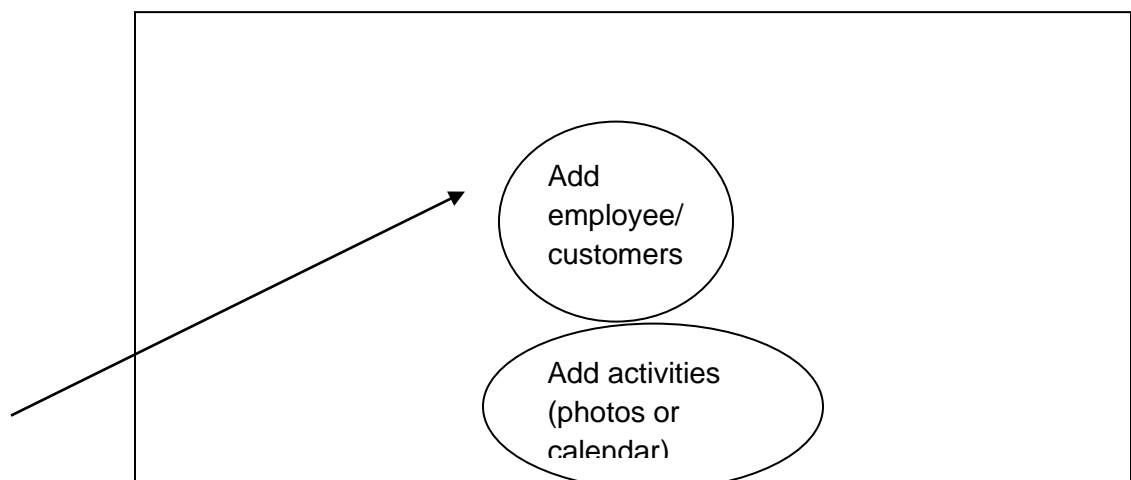 Add
employee/
customers
Add activities
(photos or
calendar)